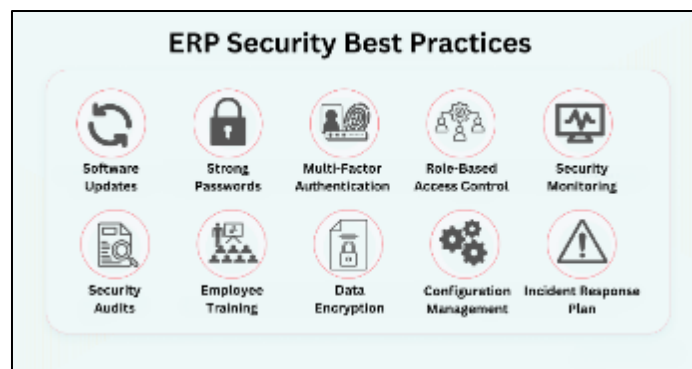 ERP Security Best Practices
Software
Updates
Strong
Passwords
Multi-Factor
Authentication
Role-Based
Access Control
Security
Monitoring
Security
Audits
Employee
Training
Data
Encryption
Configuration
Management
Incident Response
Plan